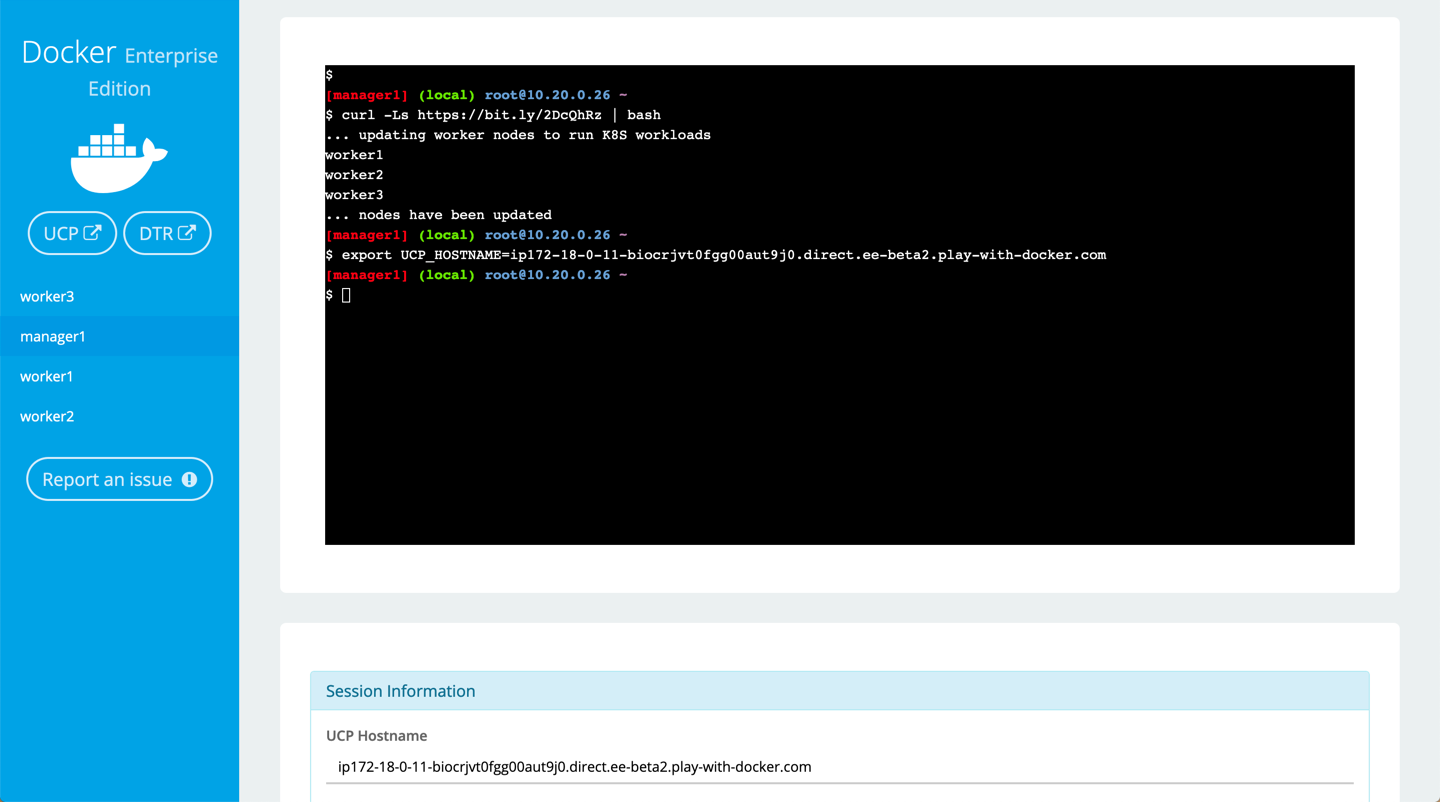 Docker Enterprise
Edition
UCP
DTR
worker3
manager1
worker1
worker2
Report an issue
$
[manager1] (local) root@10.20.0.26 ~
$ curl -Ls https://bit.ly/2DcQhRz | bash
... updating worker nodes to run K8S workloads
worker1
worker2
worker3
... nodes have been updated
[manager1] (local) root@10.20.0.26 ~
$ export UCP_HOSTNAME=ip172-18-0-11-biocrjvt0fgg00aut9j0.direct.ee-beta2.play-with-docker.com
[manager1] (local) root@10.20.0.26 ~
$
Session Information
UCP Hostname
ip172-18-0-11-biocrjvt0fgg00aut9j0.direct.ee-beta2.play-with-docker.com